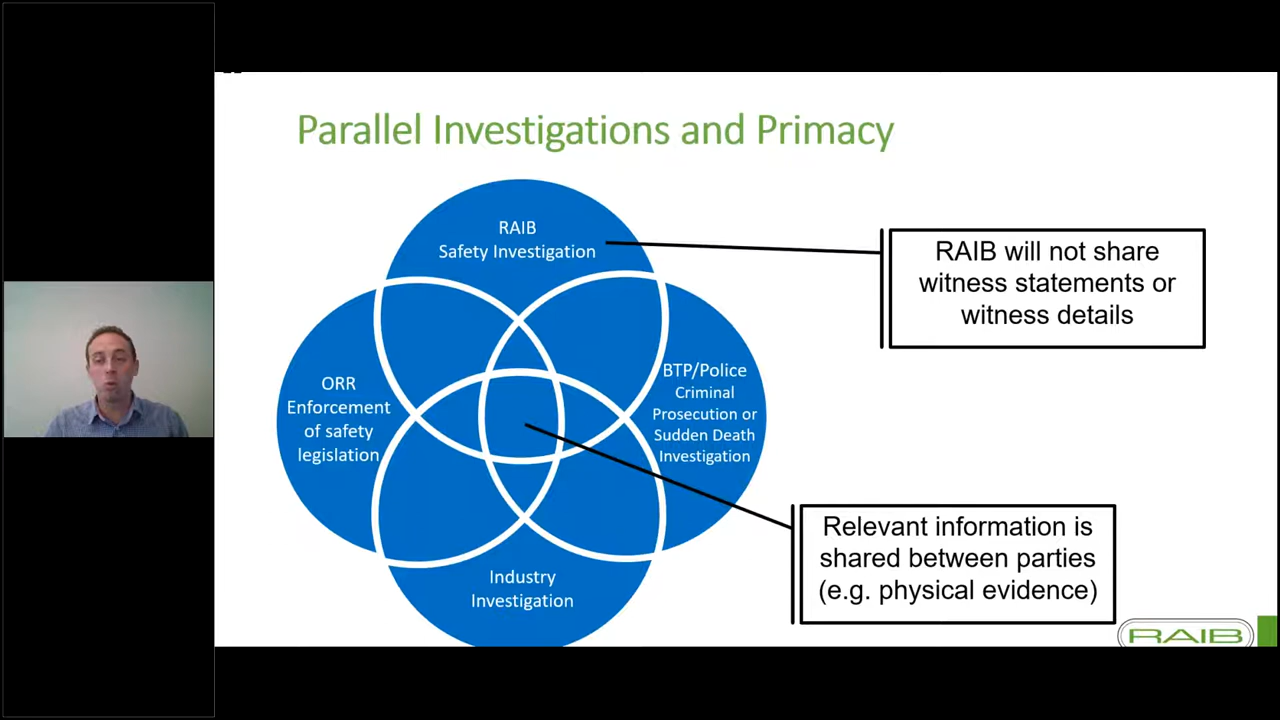 Parallel Investigations and Primacy
RAIB
Safety Investigation
RAIB will not share
witness statements or
witness details
ORR
Enforcement
of safety
legislation
BTP/Police
Criminal
Prosecution or
Sudden Death
Investigation
Relevant information is
shared between parties
(e.g. physical evidence)
Industry
Investigation
RAIB